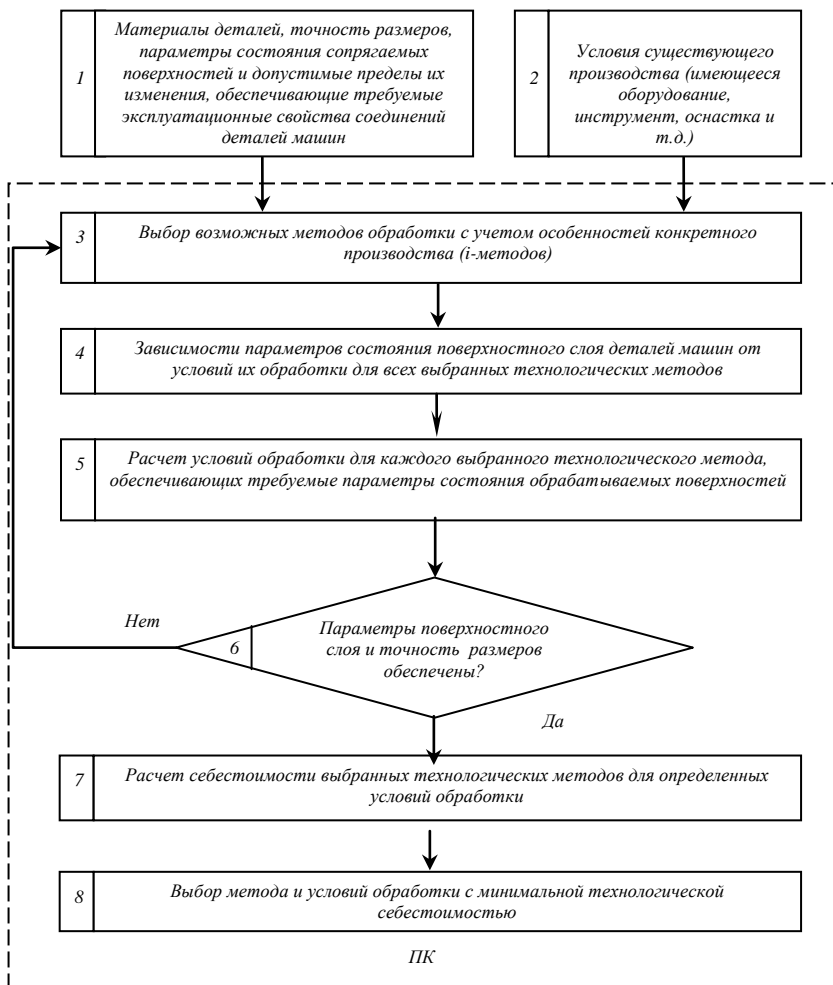 1
Материалы деталей, точность размеров,
параметры состояния сопрягаемых
поверхностей и допустимые пределы их
изменения, обеспечивающие требуемые
эксплуатационные свойства соединений
деталей машин
2
Условия существующего
производства (имеющееся
оборудование,
инструмент, оснастка и
т.д.)
3
Выбор возможных методов обработки с учетом особенностей конкретного
производства (i-методов)
4
Зависимости параметров состояния поверхностного слоя деталей машин от
условий их обработки для всех выбранных технологических методов
5
Расчет условий обработки для каждого выбранного технологического метода,
обеспечивающих требуемые параметры состояния обрабатываемых поверхностей
Нет
6
Параметры поверхностного
слоя и точность размеров
обеспечены?
Да
7
Расчет себестоимости выбранных технологических методов для определенных
условий обработки
8
Выбор метода и условий обработки с минимальной технологической
себестоимостью
ПК